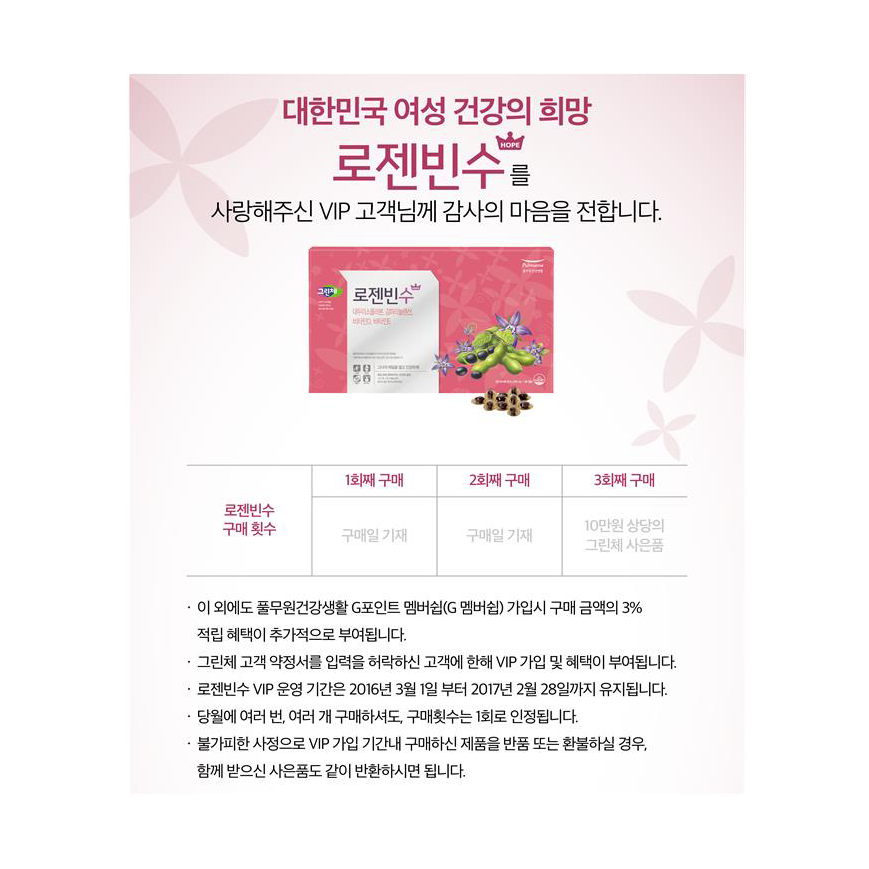 대한민국 여성 건강의 희망
로젠빈수를
HOPE
사랑해주신 VIP 고객님께 감사의 마음을 전합니다.
Pulmuone
그린체
로젠빈수
로젠빈수
구매 횟수
1회째 구매
2회째 구매
3회째 구매
구매일 기재
구매일 기재
10만원 상당의
그린체 사은품
· 이 외에도 풀무원건강생활 G포인트 멤버쉽(G 멤버쉽) 가입시 구매 금액의 3%
적립 혜택이 추가적으로 부여됩니다.
· 그린체 고객 약정서를 입력을 허락하신 고객에 한해 VIP 가입 및 혜택이 부여됩니다.
· 로젠빈수 VIP 운영 기간은 2016년 3월 1일 부터 2017년 2월 28일까지 유지됩니다.
· 당월에 여러 번, 여러 개 구매하셔도, 구매횟수는 1회로 인정됩니다.
· 불가피한 사정으로 VIP 가입 기간내 구매하신 제품을 반품 또는 환불하실 경우,
함께 받으신 사은품도 같이 반환하시면 됩니다.